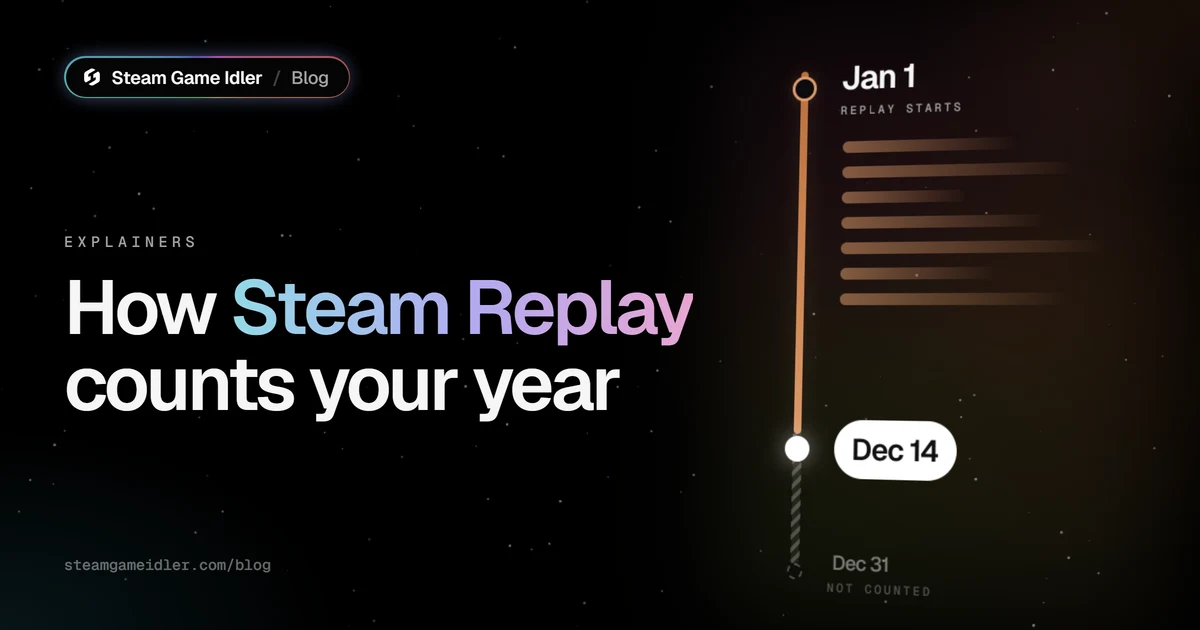 Steam Game Idler / Blog
EXPLAINERS
How Steam Replay
counts your year
steamgameidler.com/blog
Jan 1
REPLAY STARTS
Dec 14
Dec 31
NOT COUNTED